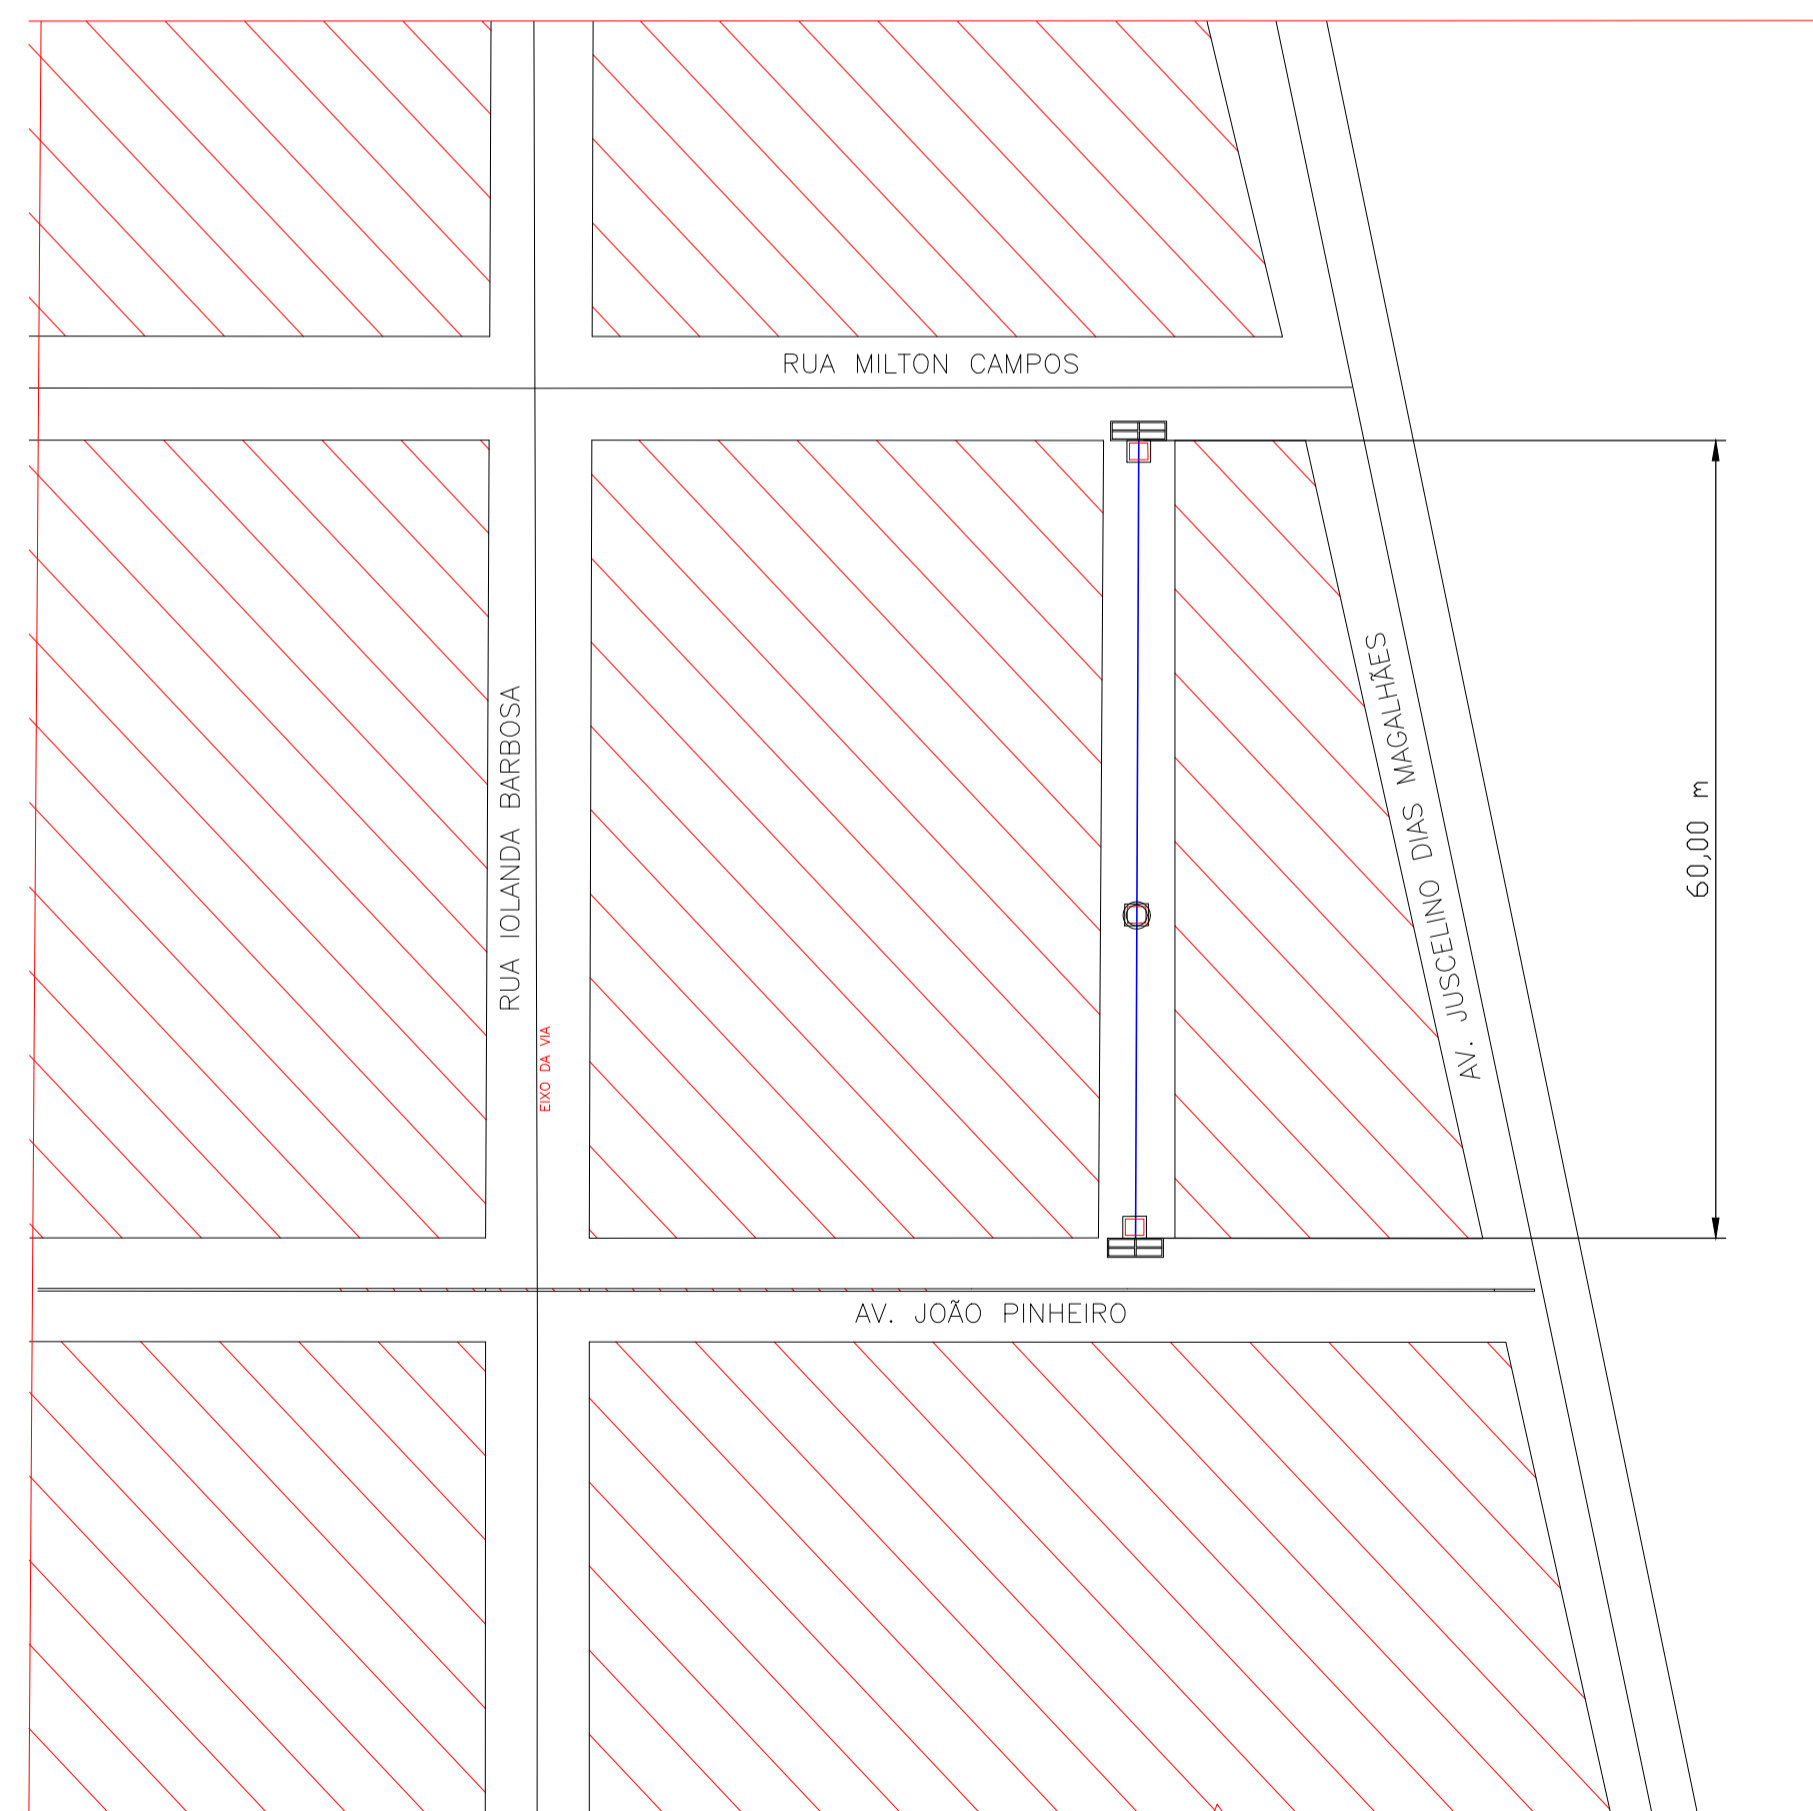 RUA MILTON CAMPOS
RUA IOLANDA BARBOSA
EIXO DA VIA
AV. JUSCELINO DIAS MAGALHÃES
60,00 m
AV. JOÃO PINHEIRO